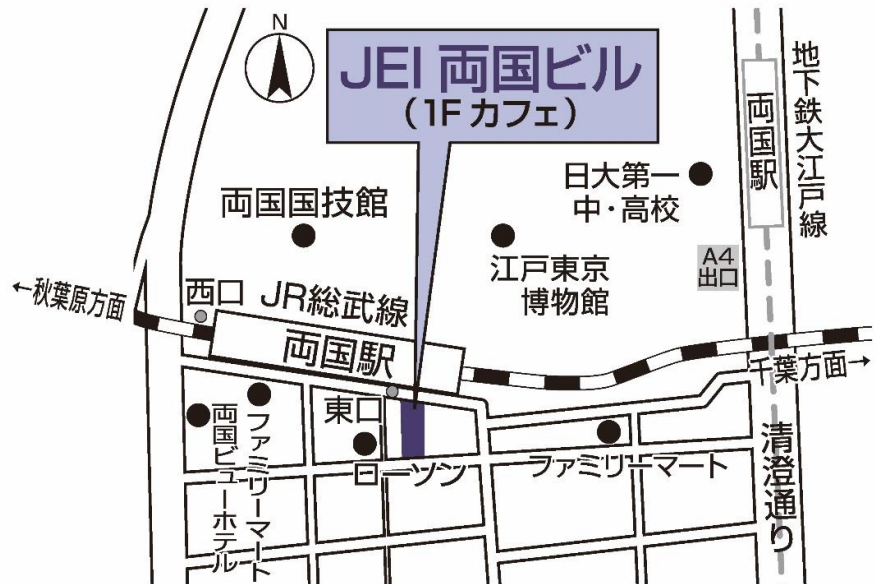 N
JEI 両国ビル
（1F カフェ）
地下鉄大江戸線
両国駅
日大第一
中・高校
両国国技館
江戸東京
博物館
A4
出口
←秋葉原方面
西口
JR総武線
両国駅
千葉方面→
東口
両国ビューホテル
ファミリーマート
ローソン
ファミリーマート
清澄通り